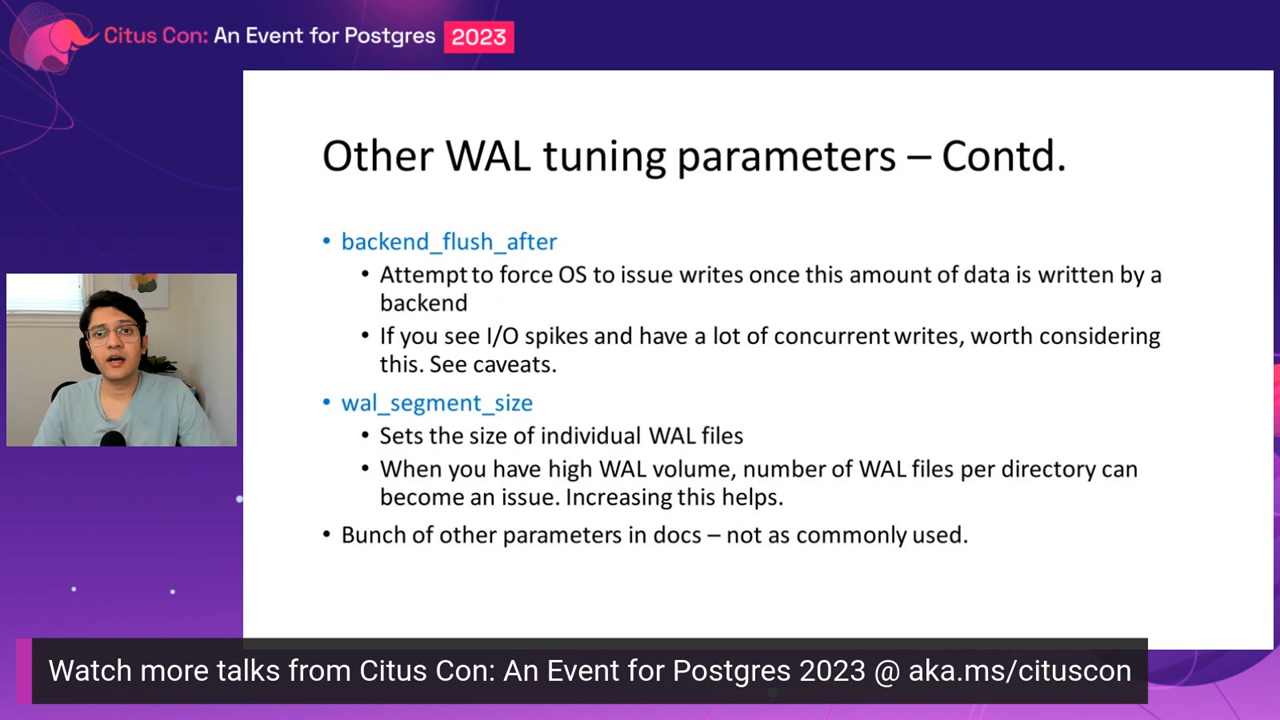 Citus Con: An Event for Postgres 2023
Other WAL tuning parameters – Contd.
• backend_flush_after
• Attempt to force OS to issue writes once this amount of data is written by a
backend
• If you see I/O spikes and have a lot of concurrent writes, worth considering
this. See caveats.
• wal_segment_size
• Sets the size of individual WAL files
• When you have high WAL volume, number of WAL files per directory can
become an issue. Increasing this helps.
• Bunch of other parameters in docs – not as commonly used.
Watch more talks from Citus Con: An Event for Postgres 2023 @ aka.ms/cituscon